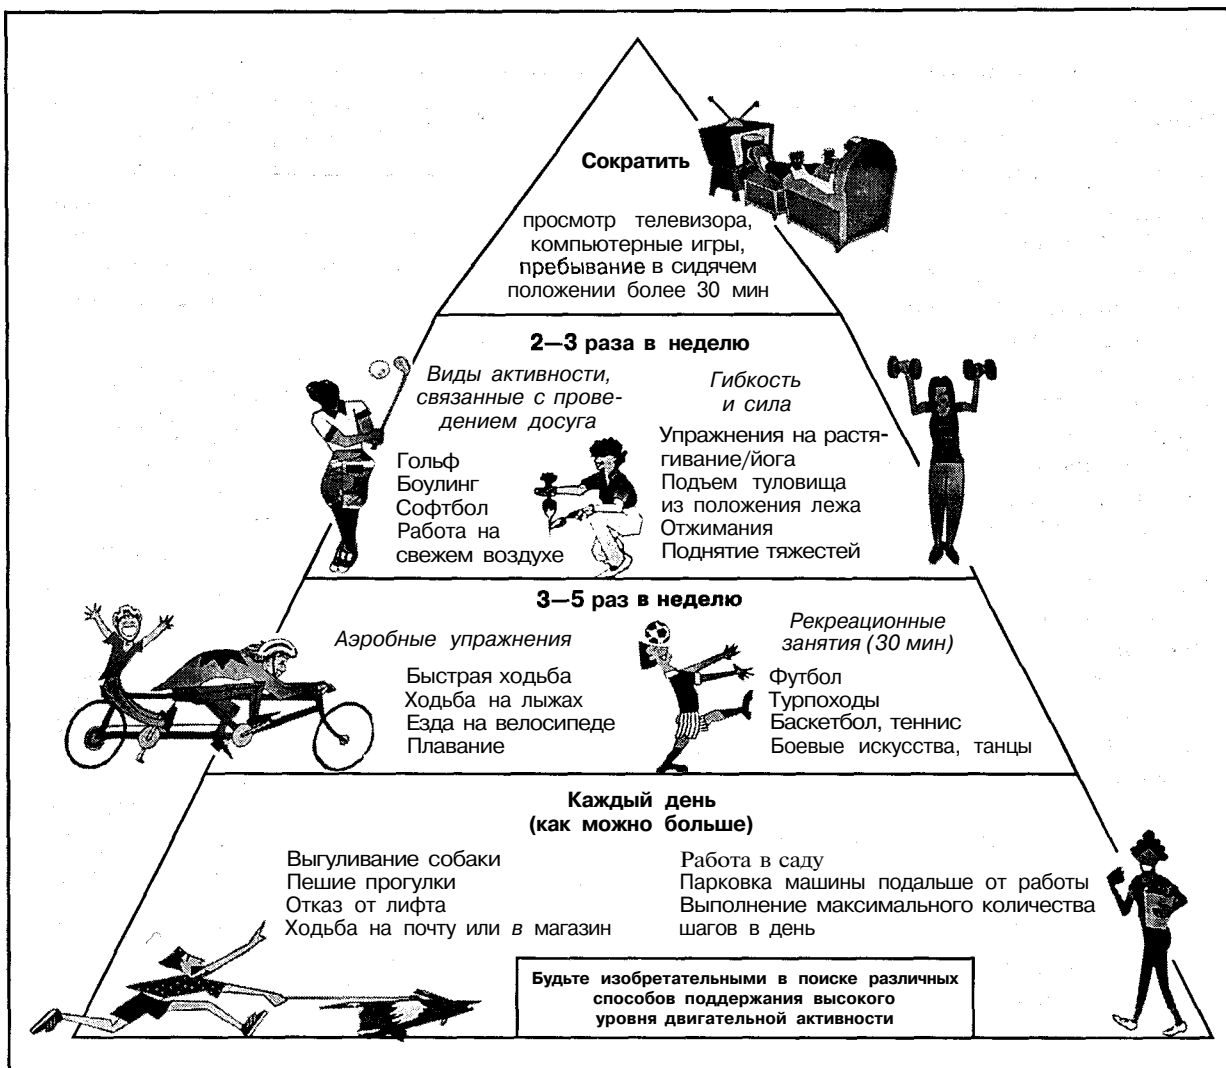 Сократить
просмотр телевизора,
компьютерные игры,
пребывание в сидячем
положении более 30 мин
2—3 раза в неделю
Виды активности,
связанные с прове-
дением досуга
Гольф
Боулинг
Софтбол
Работа на
свежем воздухе
Гибкость
и сила
Упражнения на растя-
гивание/йога
Подъем туловища
из положения лежа
Отжимания
Поднятие тяжестей
3—5 раз в неделю
Аэробные упражнения
Быстрая ходьба
Ходьба на лыжах
Езда на велосипеде
Плавание
Рекреационные
занятия (30 мин)
Футбол
Турпоходы
Баскетбол, теннис
Боевые искусства, танцы
Каждый день
(как можно больше)
Выгуливание собаки
Пешие прогулки
Отказ от лифта
Ходьба на почту или в магазин
Работа в саду
Парковка машины подальше от работы
Выполнение максимального количества
шагов в день
Будьте изобретательными в поиске различных
способов поддержания высокого
уровня двигательной активности